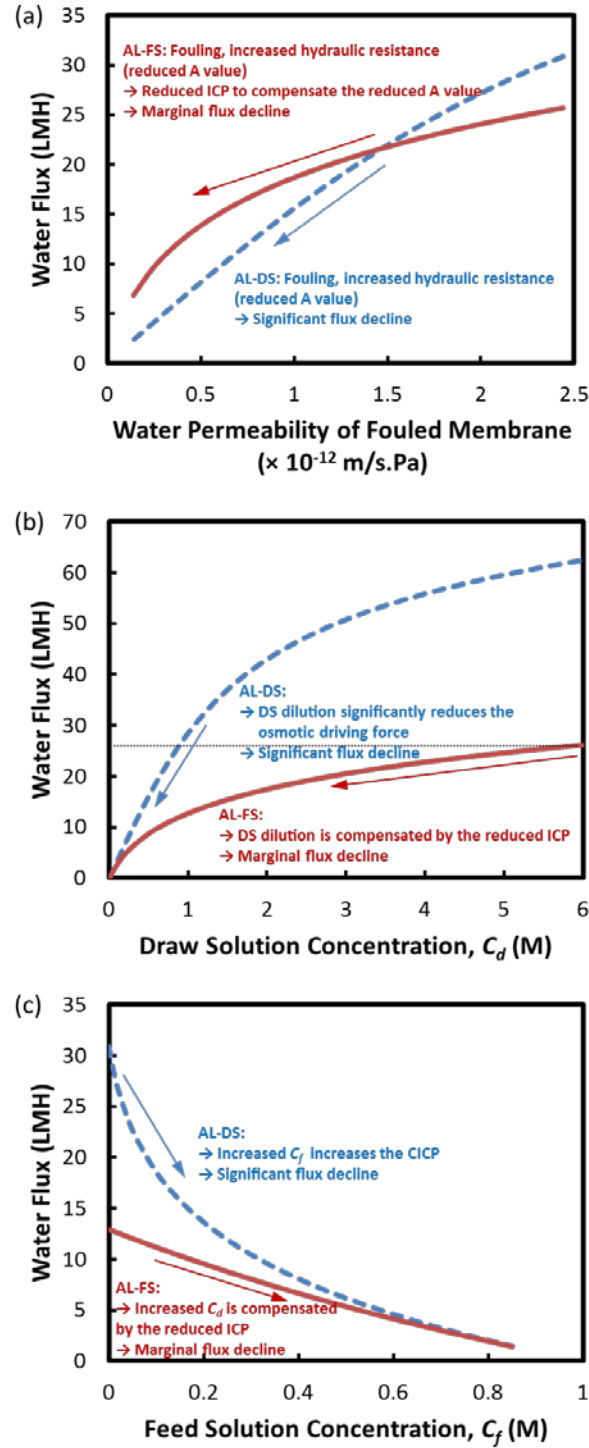 (a)
35
30
25
20
15
10
5
0
Water Flux (LMH)
AL-FS: Fouling, increased hydraulic resistance
(reduced A value)
→ Reduced ICP to compensate the reduced A value
→ Marginal flux decline
AL-DS: Fouling, increased hydraulic resistance
(reduced A value)
→ Significant flux decline
0 0.5 1 1.5 2 2.5
Water Permeability of Fouled Membrane
(× 10⁻¹² m/s.Pa)
(b)
70
60
50
40
30
20
10
0
Water Flux (LMH)
AL-DS:
→ DS dilution significantly reduces the
osmotic driving force
→ Significant flux decline
AL-FS:
→ DS dilution is compensated by the reduced ICP
→ Marginal flux decline
0 1 2 3 4 5 6
Draw Solution Concentration, C_d (M)
(c)
35
30
25
20
15
10
5
0
Water Flux (LMH)
AL-DS:
→ Increased C_f increases the CICP
→ Significant flux decline
AL-FS:
→ Increased C_d is compensated
by the reduced ICP
→ Marginal flux decline
0 0.2 0.4 0.6 0.8 1
Feed Solution Concentration, C_f (M)